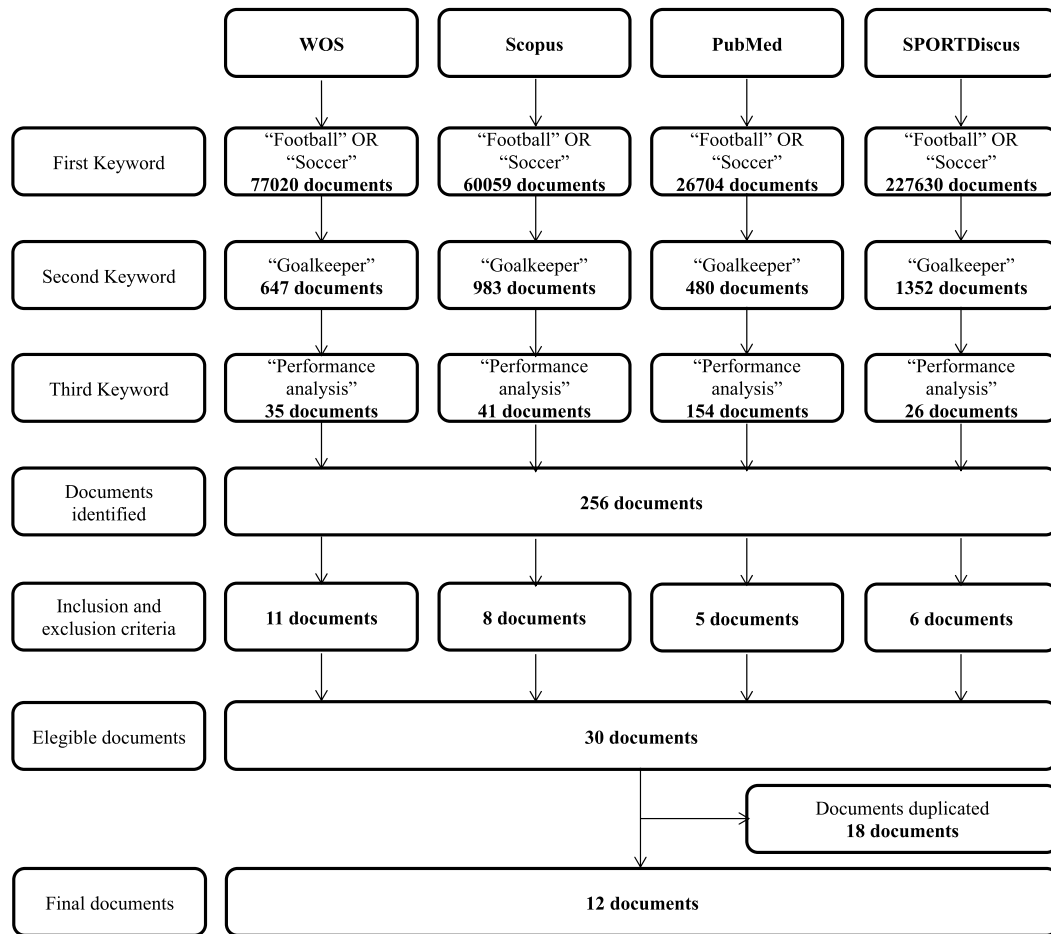 WOS
Scopus
PubMed
SPORTDiscus
First Keyword
“Football” OR
“Soccer”
77020 documents
“Football” OR
“Soccer”
60059 documents
“Football” OR
“Soccer”
26704 documents
“Football” OR
“Soccer”
227630 documents
Second Keyword
“Goalkeeper”
647 documents
“Goalkeeper”
983 documents
“Goalkeeper”
480 documents
“Goalkeeper”
1352 documents
Third Keyword
“Performance
analysis”
35 documents
“Performance
analysis”
41 documents
“Performance
analysis”
154 documents
“Performance
analysis”
26 documents
Documents
identified
256 documents
Inclusion and
exclusion criteria
11 documents
8 documents
5 documents
6 documents
Elegible documents
30 documents
Documents duplicated
18 documents
Final documents
12 documents